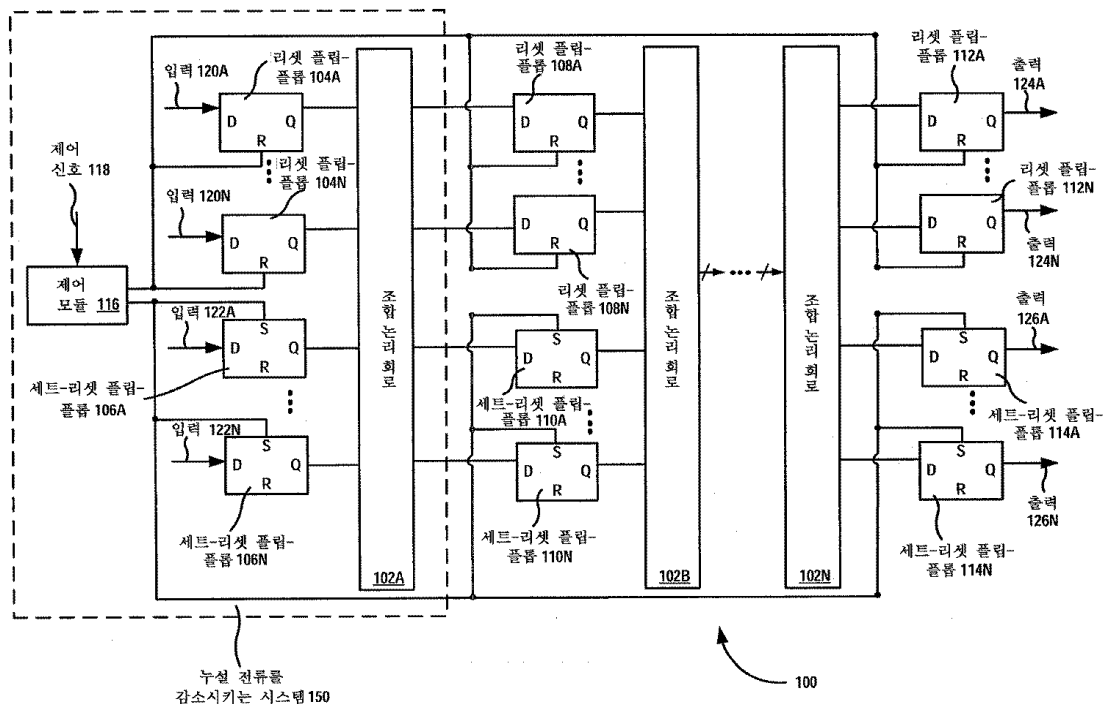 리셋 플립-
플롭 104A
입력 120A
D
Q
R
제어
신호 118
리셋 플립-
플롭 104N
입력 120N
D
Q
R
제어
모듈 116
입력 122A
S
D
Q
R
세트-리셋 플립-
플롭 106A
입력 122N
S
D
Q
R
세트-리셋 플립-
플롭 106N
조합 논리 회로
102A
리셋 플립-
플롭 108A
D
Q
R
D
Q
R
리셋 플립-
플롭 108N
S
D
Q
R
세트-리셋 플립-
플롭 110A
S
D
Q
R
세트-리셋 플립-
플롭 110N
조합 논리 회로
102B
조합 논리 회로
102N
리셋 플립-
플롭 112A
출력
124A
D
Q
R
리셋 플립-
플롭 112N
D
Q
R
출력
124N
출력
126A
S
D
Q
R
세트-리셋 플립-
플롭 114A
S
D
Q
R
출력
126N
세트-리셋 플립-
플롭 114N
누설 전류를
감소시키는 시스템 150
100